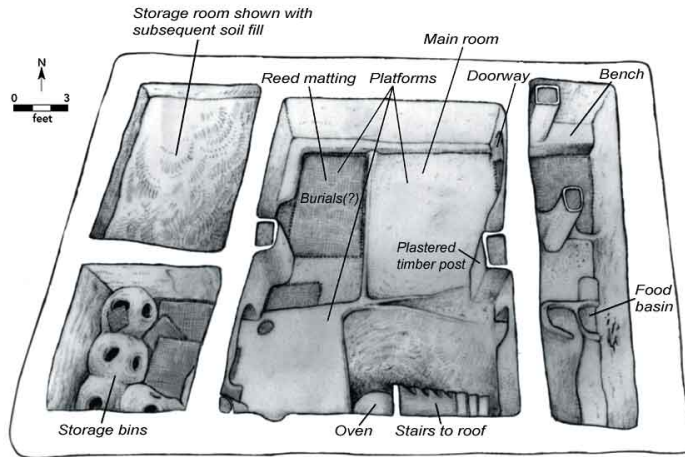 Storage room shown with
subsequent soil fill
Main room
N
Reed matting
Platforms
Doorway
Bench
0 3
feet
Burials(?)
Plastered
timber post
Food
basin
Storage bins
Oven
Stairs to roof